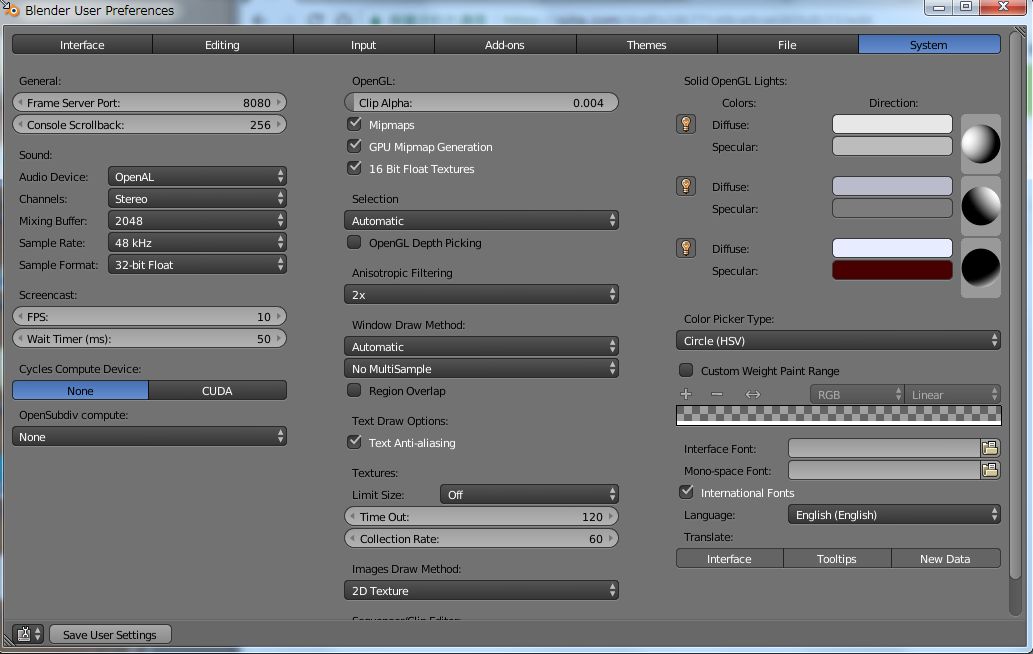 Blender User Preferences
Interface Editing Input Add-ons Themes File System
General:
Frame Server Port: 8080
Console Scrollback: 256
Sound:
Audio Device: OpenAL
Channels: Stereo
Mixing Buffer: 2048
Sample Rate: 48 kHz
Sample Format: 32-bit Float
Screencast:
FPS: 10
Wait Timer (ms): 50
Cycles Compute Device:
None CUDA
OpenSubdiv compute:
None
OpenGL:
Clip Alpha: 0.004
Mipmaps
GPU Mipmap Generation
16 Bit Float Textures
Selection
Automatic
OpenGL Depth Picking
Anisotropic Filtering
2x
Window Draw Method:
Automatic
No MultiSample
Region Overlap
Text Draw Options:
Text Anti-aliasing
Textures:
Limit Size: Off
Time Out: 120
Collection Rate: 60
Images Draw Method:
2D Texture
Sequencer/Clip Editor:
Solid OpenGL Lights:
Colors: Direction:
Diffuse:
Specular:
Diffuse:
Specular:
Diffuse:
Specular:
Color Picker Type:
Circle (HSV)
Custom Weight Paint Range
RGB Linear
Interface Font:
Mono-space Font:
International Fonts
Language: English (English)
Translate:
Interface Tooltips New Data
Save User Settings